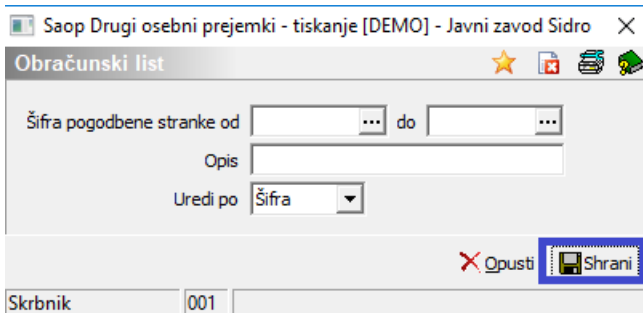 Saop Drugi osebni prejemki - tiskanje [DEMO] - Javni zavod Sidro
Obračunski list
Šifra pogodbene stranke od ... do ...
Opis
Uredi po Šifra
Opusti Shrani
Skrbnik 001